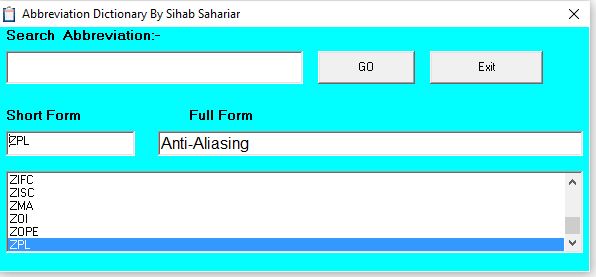 Abbreviation Dictionary By Sihab Sahariar
Search Abbreviation:-
GO Exit
Short Form Full Form
ZPL Anti-Aliasing
ZIFC
ZISC
ZMA
ZOI
ZOPE
ZPL